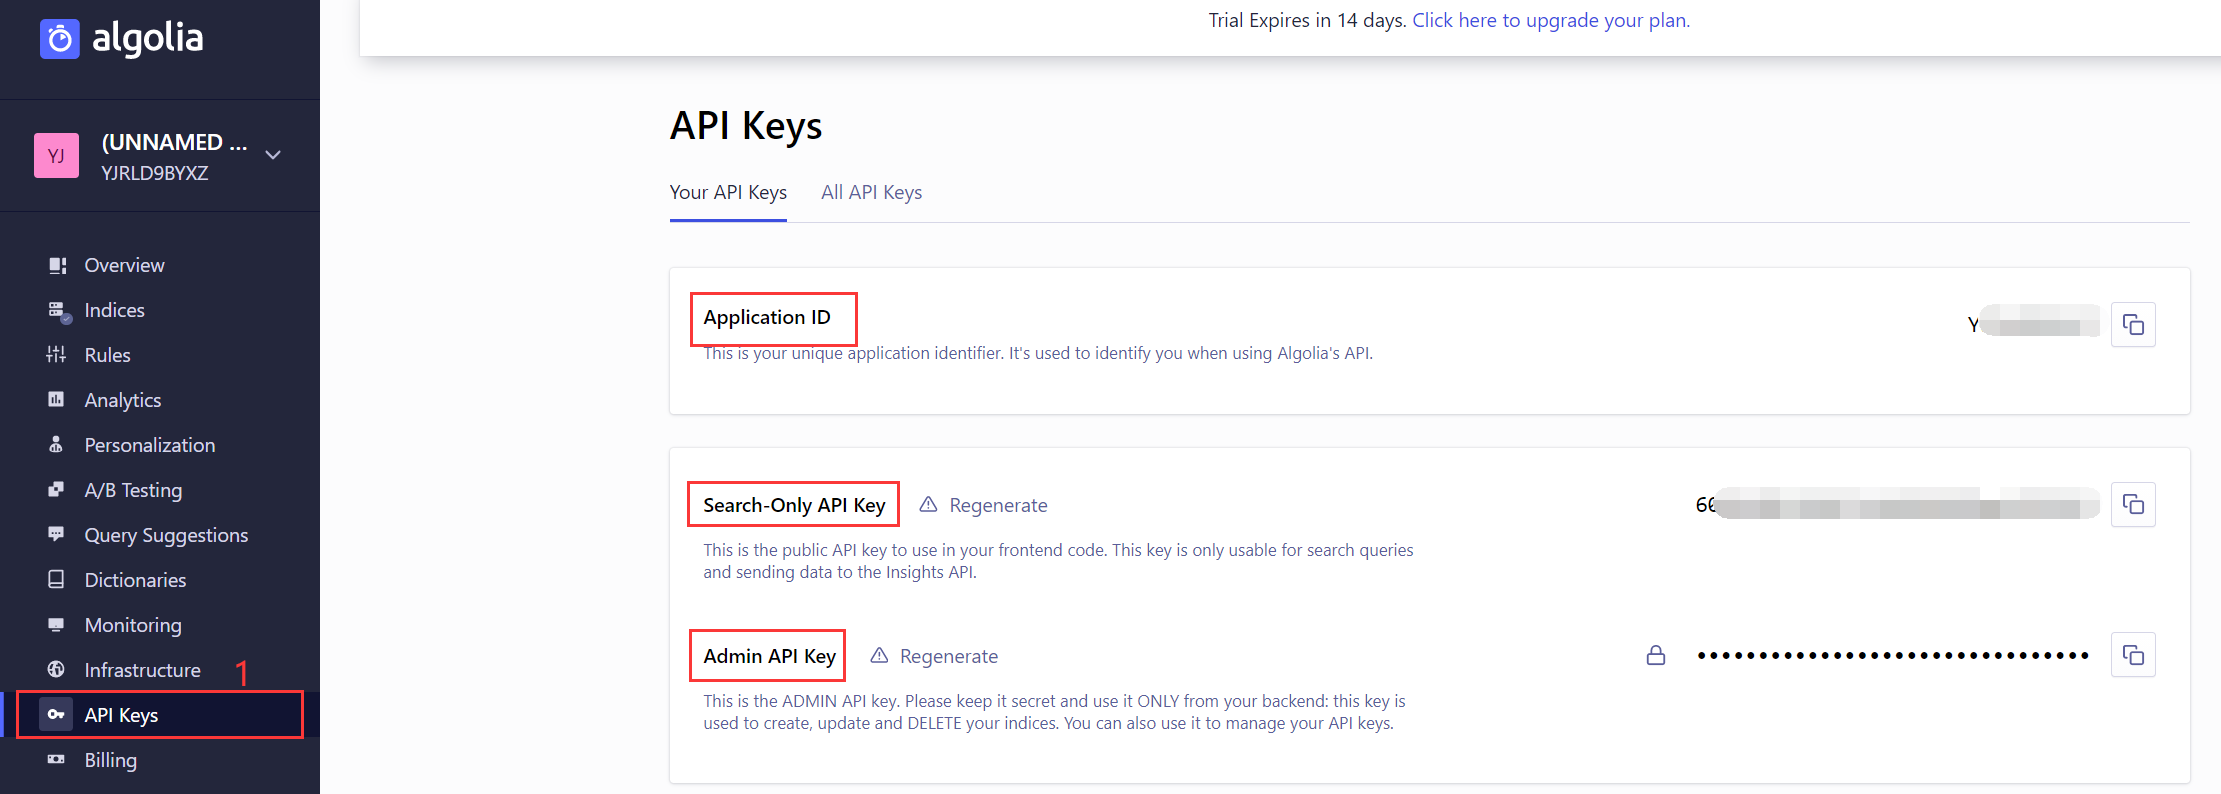 algolia
Trial Expires in 14 days. Click here to upgrade your plan.
YJ
(UNNAMED ...
YJRLD9BYXZ
Overview
Indices
Rules
Analytics
Personalization
A/B Testing
Query Suggestions
Dictionaries
Monitoring
Infrastructure
1
API Keys
Billing
API Keys
Your API Keys All API Keys
Application ID
Y
This is your unique application identifier. It's used to identify you when using Algolia's API.
Search-Only API Key Regenerate
This is the public API key to use in your frontend code. This key is only usable for search queries
and sending data to the Insights API.
Admin API Key Regenerate ••••••••••••••••••••••••••••••••
This is the ADMIN API key. Please keep it secret and use it ONLY from your backend: this key is
used to create, update and DELETE your indices. You can also use it to manage your API keys.